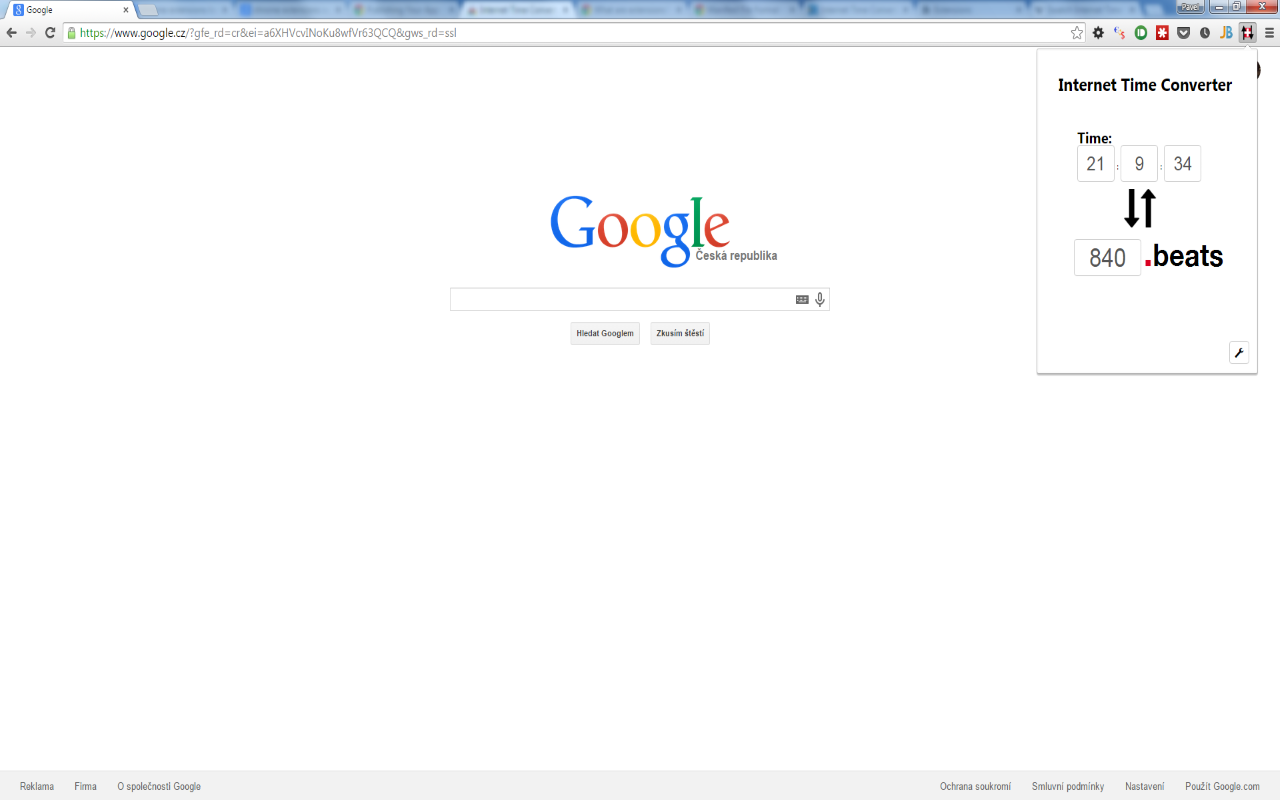 Google
Pavel
https://www.google.cz/?gfe_rd=cr&ei=a6XHVcvINoKu8wfVr63QCQ&gws_rd=ssl
JB
Internet Time Converter
Time:
21 : 9 : 34
840 .beats
Google
Česká republika
Hledat Googlem Zkusím štěstí
Reklama Firma O společnosti Google Ochrana soukromí Smluvní podmínky Nastavení Použít Google.com